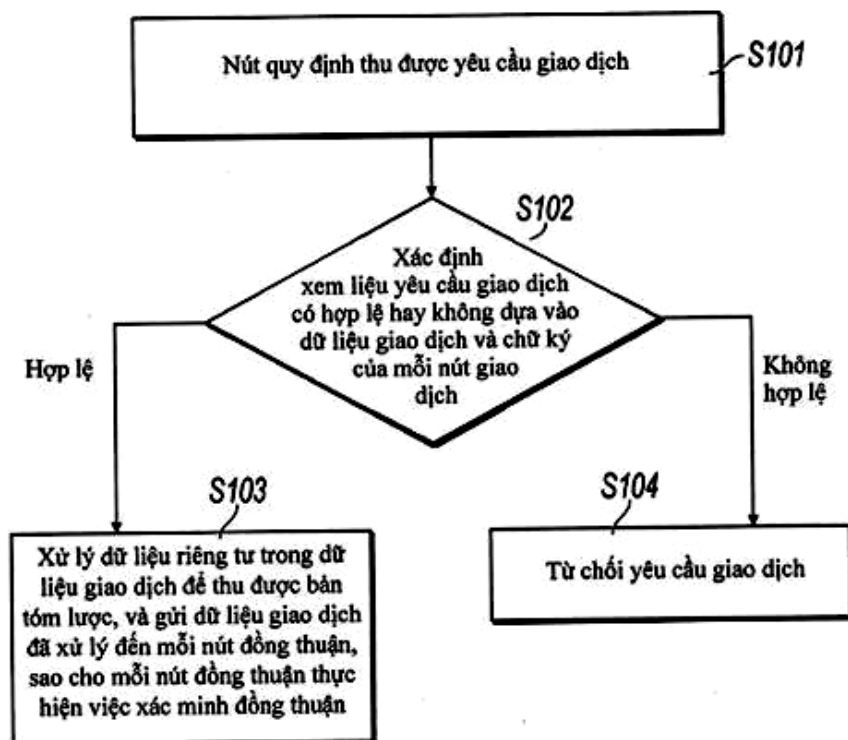 Nút quy định thu được yêu cầu giao dịch
S101
S102
Xác định
xem liệu yêu cầu giao dịch
có hợp lệ hay không dựa vào
dữ liệu giao dịch và chữ ký
của mỗi nút giao
dịch
Hợp lệ
Không
hợp lệ
S103
Xử lý dữ liệu riêng tư trong dữ
liệu giao dịch để thu được bản
tóm lược, và gửi dữ liệu giao dịch
đã xử lý đến mỗi nút đồng thuận,
sao cho mỗi nút đồng thuận thực
hiện việc xác minh đồng thuận
S104
Từ chối yêu cầu giao dịch